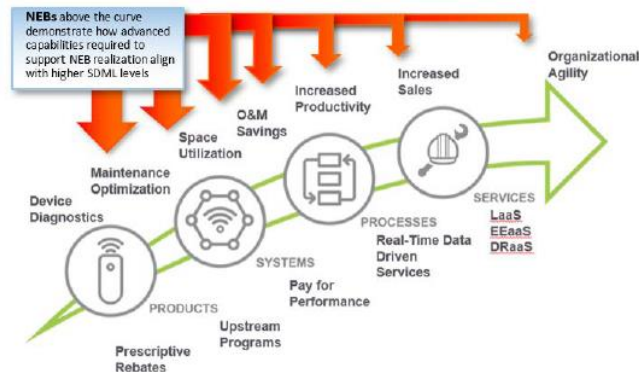 NEBs above the curve
demonstrate how advanced
capabilities required to
support NEB realization align
with higher SDML levels
Organizational
Agility
Increased
Sales
Increased
Productivity
O&M
Savings
Space
Utilization
Maintenance
Optimization
Device
Diagnostics
PRODUCTS
SYSTEMS
PROCESSES
SERVICES
LaaS
EEaaS
DRaaS
Real-Time Data
Driven
Services
Pay for
Performance
Upstream
Programs
Prescriptive
Rebates